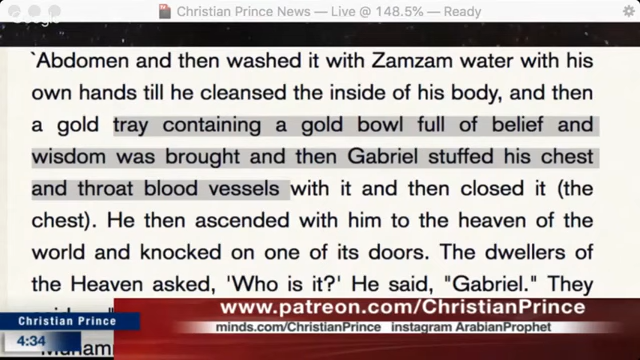 Christian Prince News — Live @ 148.5% — Ready
`Abdomen and then washed it with Zamzam water with his
own hands till he cleansed the inside of his body, and then
a gold tray containing a gold bowl full of belief and
wisdom was brought and then Gabriel stuffed his chest
and throat blood vessels with it and then closed it (the
chest). He then ascended with him to the heaven of the
world and knocked on one of its doors. The dwellers of
the Heaven asked, 'Who is it?' He said, "Gabriel." They
www.patreon.com/ChristianPrince
Christian Prince
minds.com/ChristianPrince instagram ArabianProphet
4:34